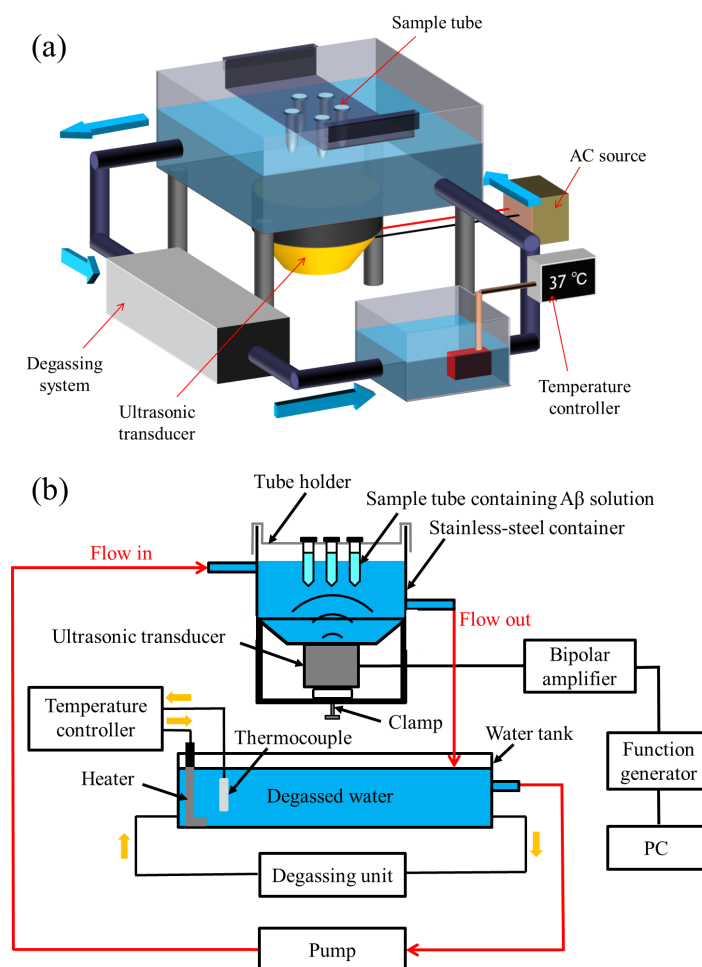 (a)
Sample tube
AC source
37 ℃
Degassing
system
Ultrasonic
transducer
Temperature
controller
(b)
Tube holder
Sample tube containing Aβ solution
Stainless-steel container
Flow in
Flow out
Ultrasonic transducer
Bipolar
amplifier
Temperature
controller
Clamp
Thermocouple
Water tank
Function
generator
Heater
Degassed water
PC
Degassing unit
Pump